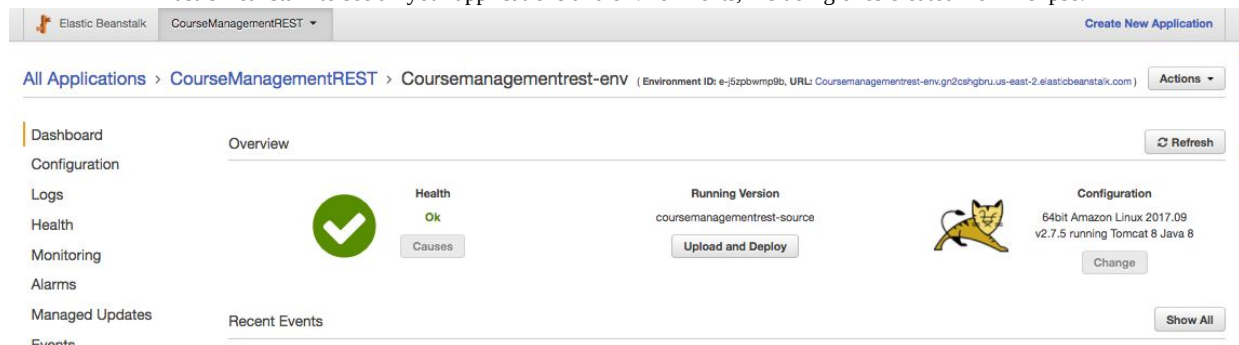 Elastic Beanstalk CourseManagementREST Create New Application
All Applications > CourseManagementREST > Coursemanagementrest-env ( Environment ID: e-j5zpbwmp9b, URL: Coursemanagementrest-env.gn2cshgbru.us-east-2.elasticbeanstalk.com ) Actions
Dashboard
Overview
Refresh
Configuration
Logs
Health
Monitoring
Alarms
Managed Updates
Health
Ok
Causes
Running Version
coursemanagementrest-source
Upload and Deploy
Configuration
64bit Amazon Linux 2017.09
v2.7.5 running Tomcat 8 Java 8
Change
Recent Events
Show All
Events